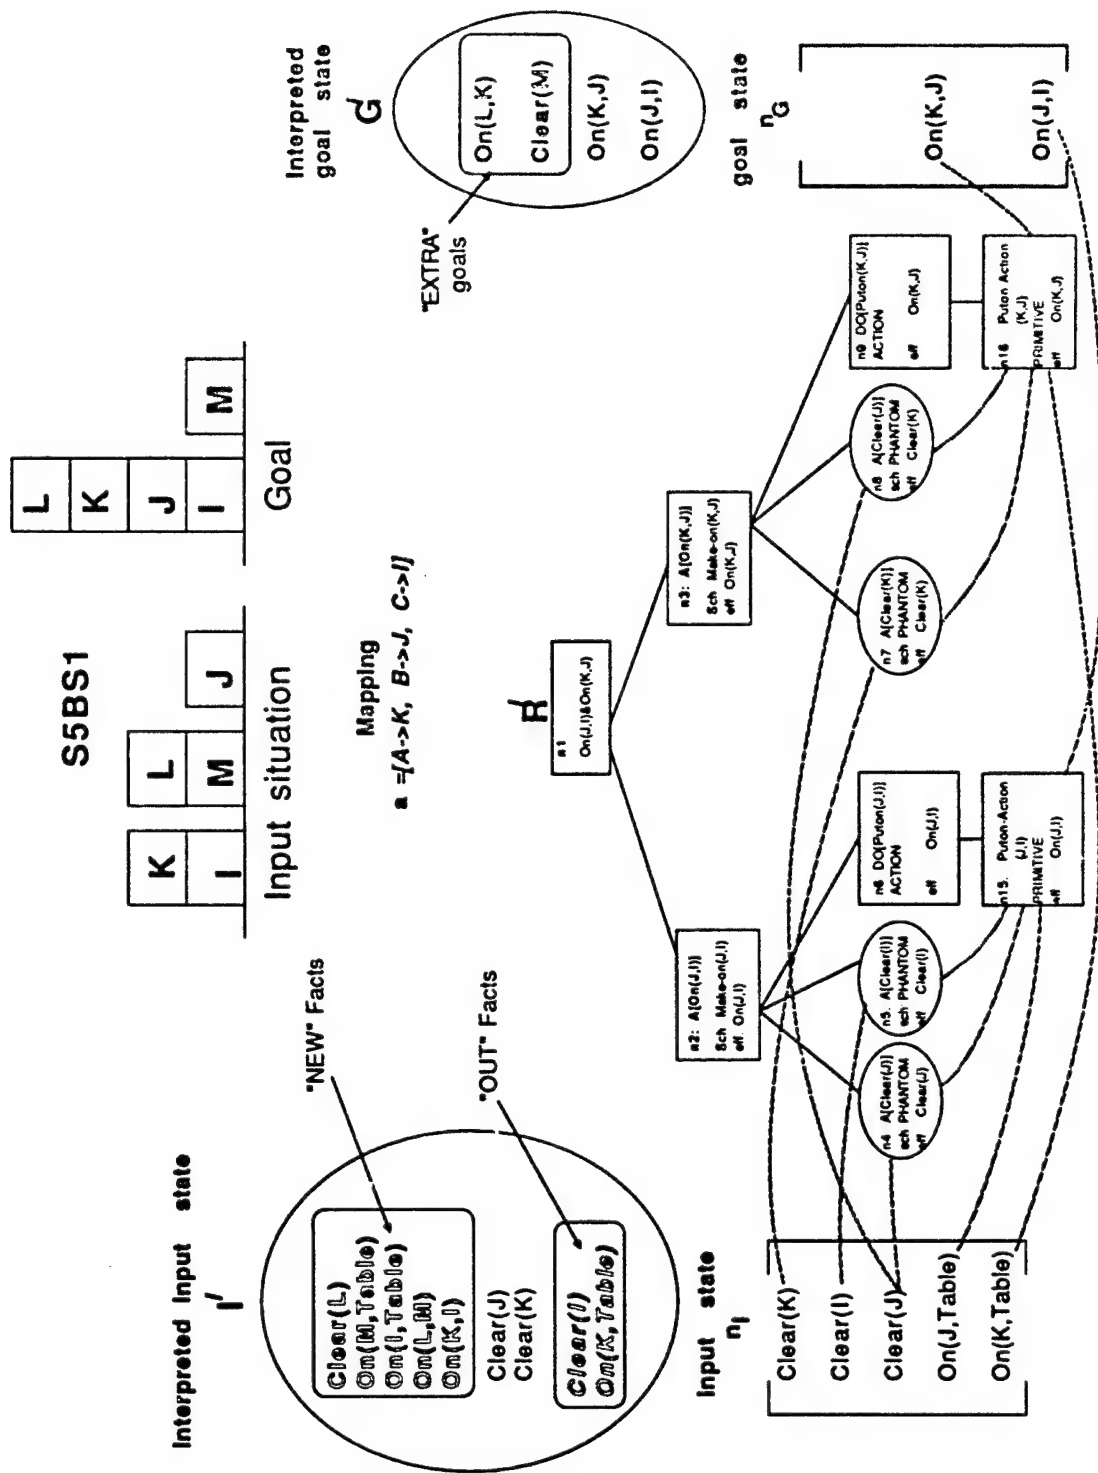 S5BS1
K
I
L
M
J
Input situation
L
K
J
I
M
Goal
Mapping
a ={A->K, B->J, C->I}
Interpreted Input state
I'
Clear(L)
On(M,Table)
On(I,Table)
On(L,M)
On(K,I)
Clear(J)
Clear(K)
Clear(I)
On(K,Table)
"NEW" Facts
"OUT" Facts
Interpreted
goal state
G'
On(L,K)
Clear(M)
On(K,J)
On(J,I)
"EXTRA"
goals
R'
n1
On(J,I)&On(K,J)
n2: A[On(J,I)]
Sch Make-on(J,I)
eff On(J,I)
n3: A[On(K,J)]
Sch Make-on(K,J)
eff On(K,J)
n4 A[Clear(J)]
sch PHANTOM
eff Clear(J)
n5. A[Clear(I)]
sch PHANTOM
eff Clear(I)
n6 DO[Puton(J,I)]
ACTION
eff On(J,I)
n7 A[Clear(K)]
sch PHANTOM
eff Clear(K)
n8 A[Clear(J)]
sch PHANTOM
eff Clear(K)
n9 DO[Puton(K,J)]
ACTION
eff On(K,J)
n15. Puton-Action
(J,I)
PRIMITIVE
eff On(J,I)
n16 Puton Action
(K,J)
PRIMITIVE
eff On(K,J)
Input state
nI
Clear(K)
Clear(I)
Clear(J)
On(J,Table)
On(K,Table)
goal state
nG
On(K,J)
On(J,I)